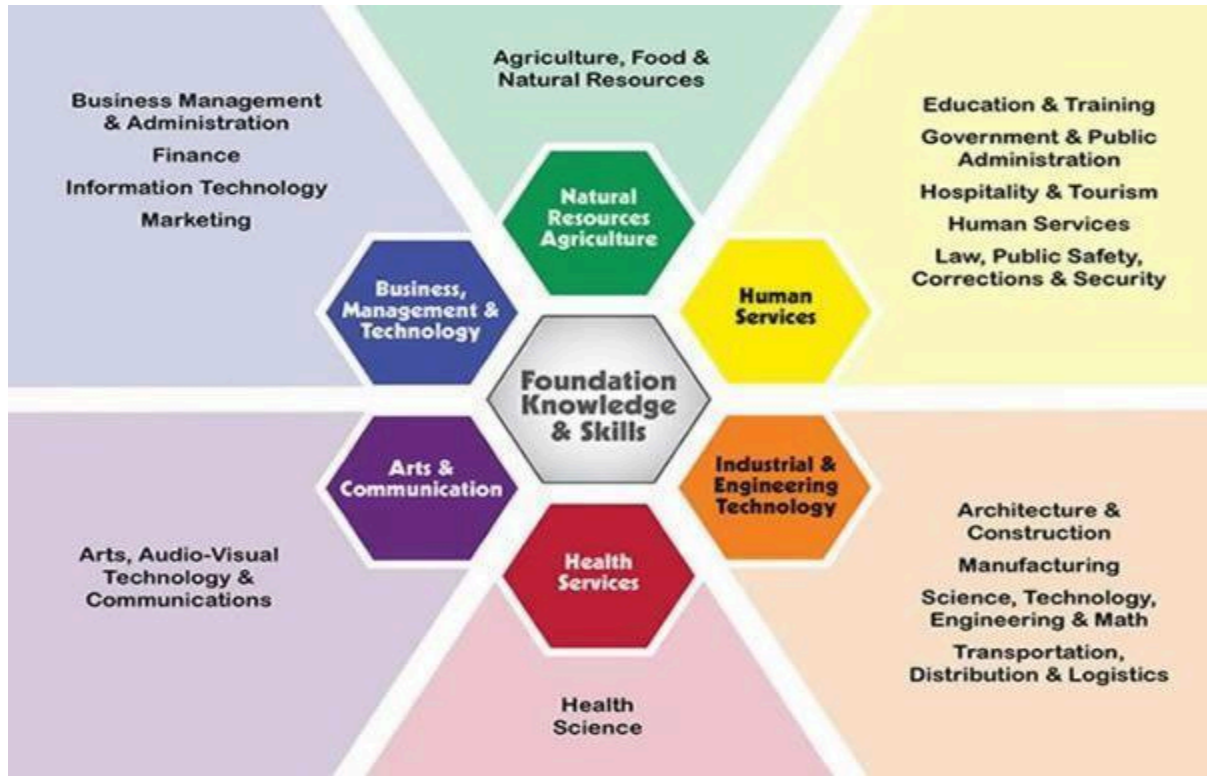 Agriculture, Food &
Natural Resources
Business Management
& Administration
Finance
Information Technology
Marketing
Education & Training
Government & Public
Administration
Hospitality & Tourism
Human Services
Law, Public Safety,
Corrections & Security
Natural
Resources
Agriculture
Business,
Management &
Technology
Human
Services
Foundation
Knowledge
& Skills
Arts &
Communication
Industrial &
Engineering
Technology
Health
Services
Arts, Audio-Visual
Technology &
Communications
Architecture &
Construction
Manufacturing
Science, Technology,
Engineering & Math
Transportation,
Distribution & Logistics
Health
Science